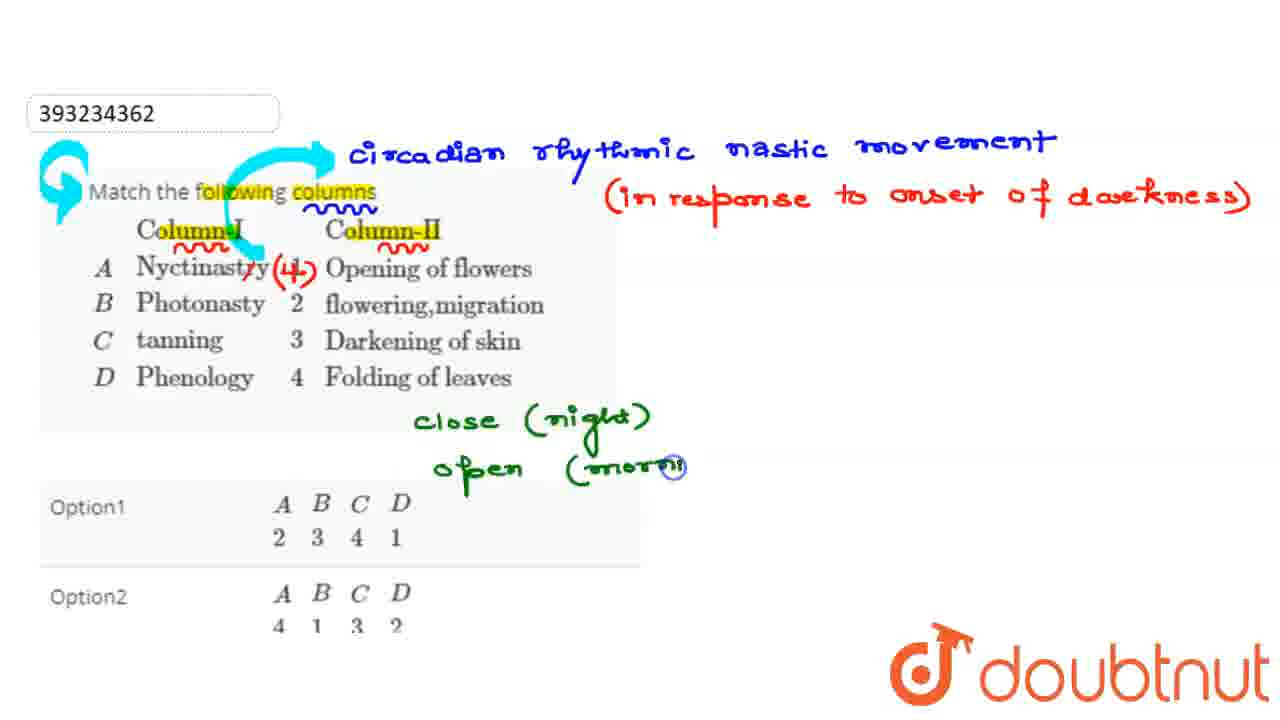 393234362
circadian rhythmic nastic movement
Match the following columns
(in response to onset of darkness)
Column-I Column-II
A Nyctinastry (4) Opening of flowers
B Photonasty 2 flowering,migration
C tanning 3 Darkening of skin
D Phenology 4 Folding of leaves
close (night)
open (morni
Option1 A B C D
2 3 4 1
Option2 A B C D
4 1 3 2
doubtnut